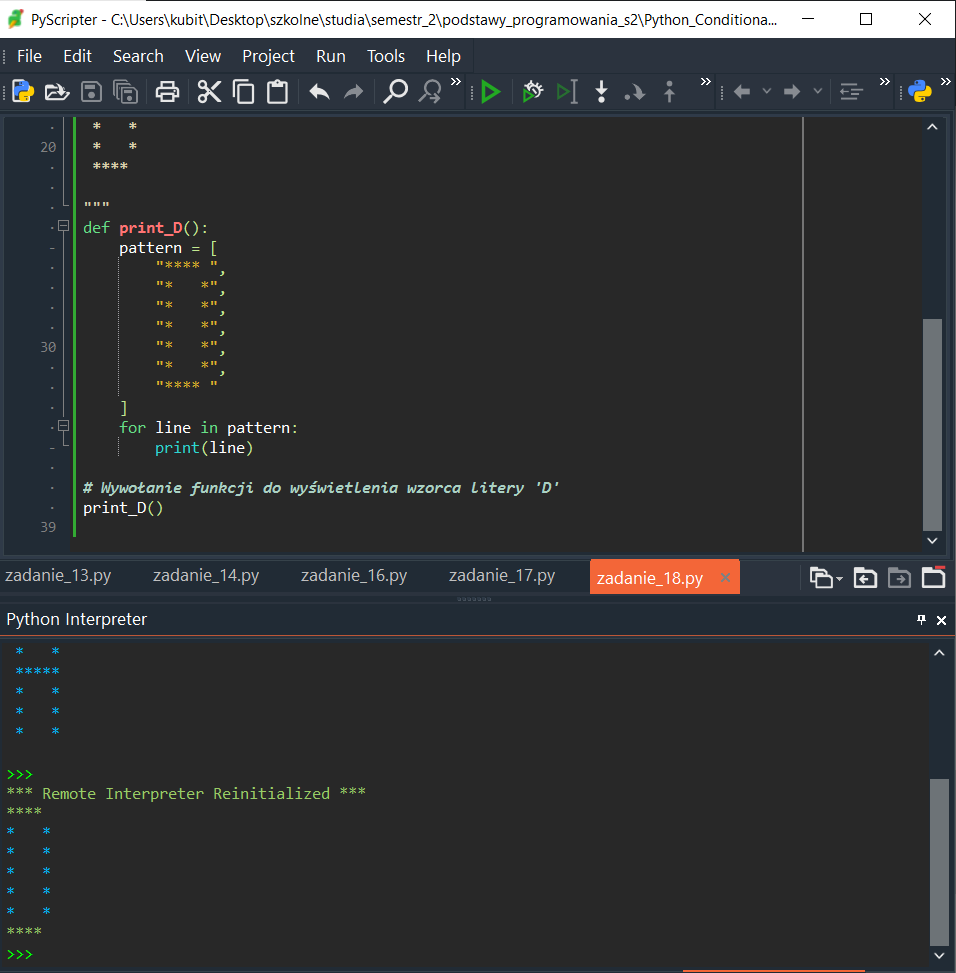 PyScripter - C:\Users\kubit\Desktop\szkolne\studia\semestr_2\podstawy_programowania_s2\Python_Conditiona...
File Edit Search View Project Run Tools Help
 *   *
20  *   *
 ****
"""
def print_D():
    pattern = [
        "**** ",
        "*   *",
        "*   *",
        "*   *",
30         "*   *",
        "*   *",
        "**** "
    ]
    for line in pattern:
        print(line)
# Wywołanie funkcji do wyświetlenia wzorca litery 'D'
print_D()
39
zadanie_13.py zadanie_14.py zadanie_16.py zadanie_17.py zadanie_18.py
Python Interpreter
 *   *
 *****
 *   *
 *   *
 *   *
>>>
*** Remote Interpreter Reinitialized ***
****
*   *
*   *
*   *
*   *
*   *
****
>>>